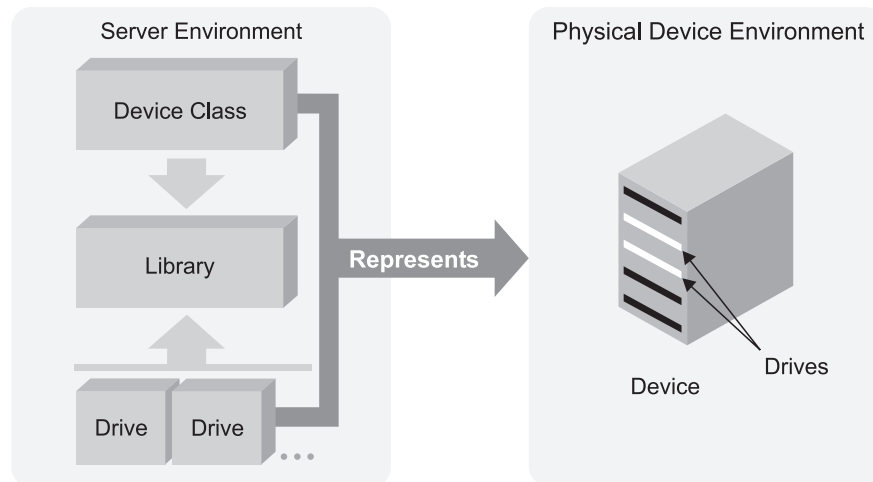 Server Environment
Device Class
Library
Drive
Drive
...
Represents
Physical Device Environment
Drives
Device